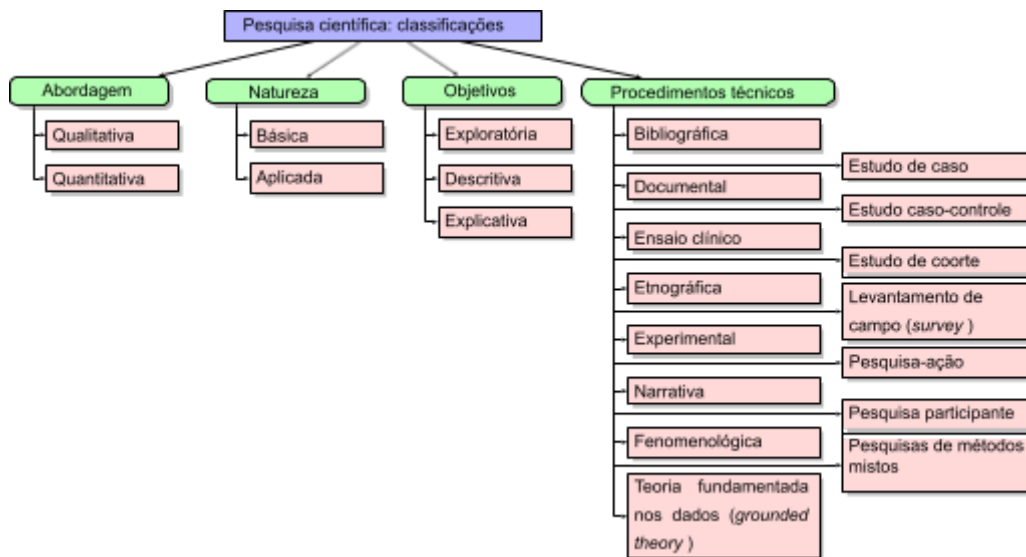 Pesquisa científica: classificações
Abordagem
Qualitativa
Quantitativa
Natureza
Básica
Aplicada
Objetivos
Exploratória
Descritiva
Explicativa
Procedimentos técnicos
Bibliográfica
Estudo de caso
Documental
Estudo caso-controle
Ensaio clínico
Estudo de coorte
Etnográfica
Levantamento de
campo (survey )
Experimental
Pesquisa-ação
Narrativa
Pesquisa participante
Fenomenológica
Pesquisas de métodos
mistos
Teoria fundamentada
nos dados (grounded
theory )